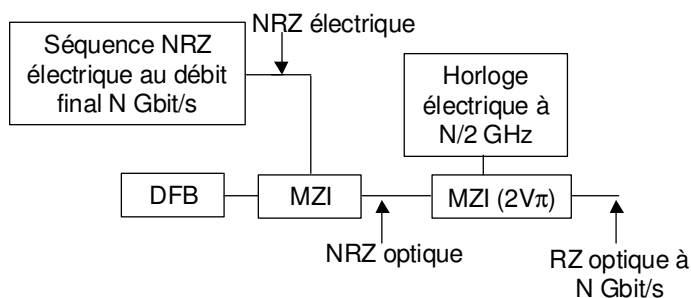 NRZ électrique
Séquence NRZ
électrique au débit
final N Gbit/s
Horloge
électrique à
N/2 GHz
DFB
MZI
MZI (2Vπ)
NRZ optique
RZ optique à
N Gbit/s